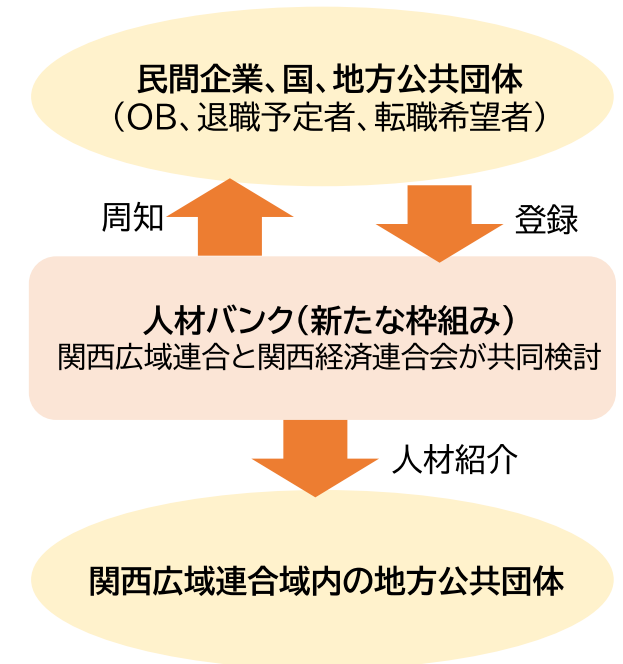 民間企業、国、地方公共団体
（OB、退職予定者、転職希望者）
周知
登録
人材バンク（新たな枠組み）
関西広域連合と関西経済連合会が共同検討
人材紹介
関西広域連合域内の地方公共団体